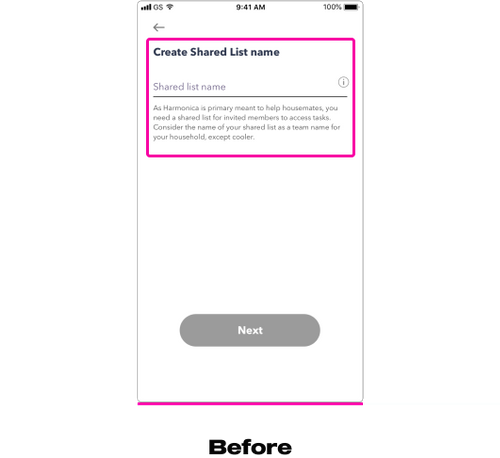 GS 9:41 AM 100%
Create Shared List name
Shared list name
As Harmonica is primary meant to help housemates, you
need a shared list for invited members to access tasks.
Consider the name of your shared list as a team name for
your household, except cooler.
Next
Before